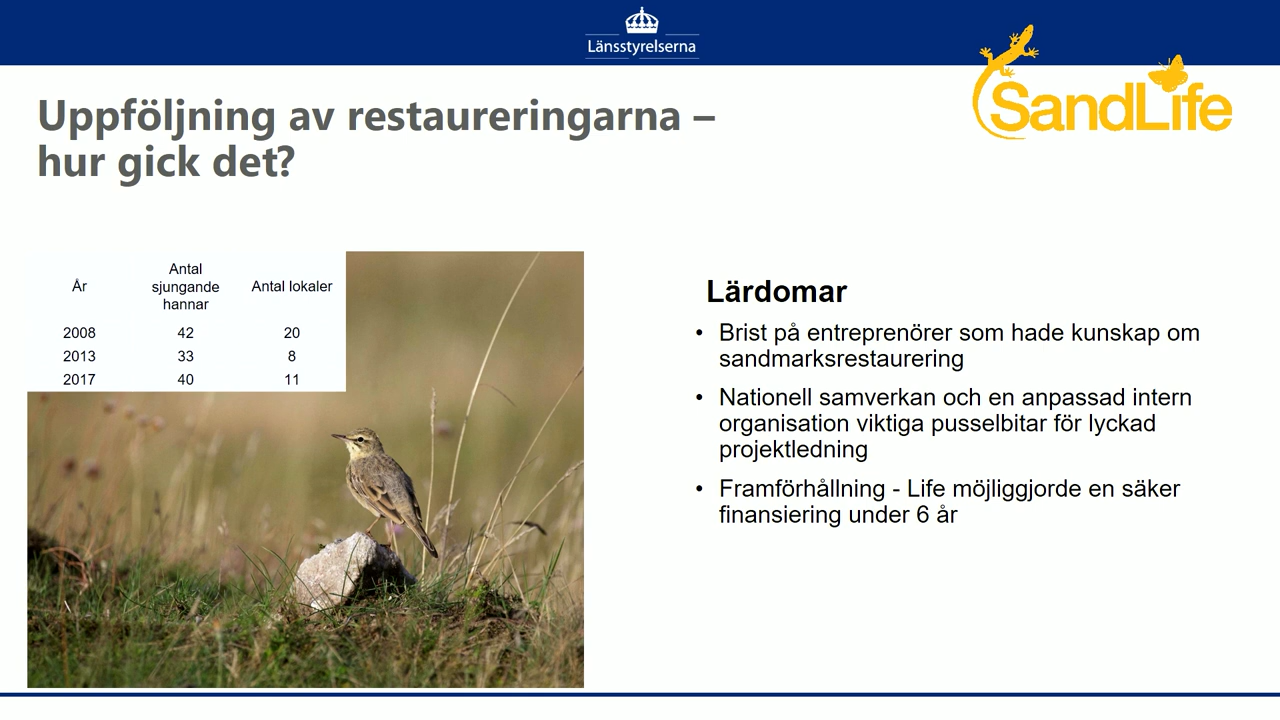 Länsstyrelserna
SandLife
Uppföljning av restaureringarna –
hur gick det?
År Antal sjungande hannar Antal lokaler
2008 42 20
2013 33 8
2017 40 11
Lärdomar
• Brist på entreprenörer som hade kunskap om
sandmarksrestaurering
• Nationell samverkan och en anpassad intern
organisation viktiga pusselbitar för lyckad
projektledning
• Framförhållning - Life möjliggjorde en säker
finansiering under 6 år